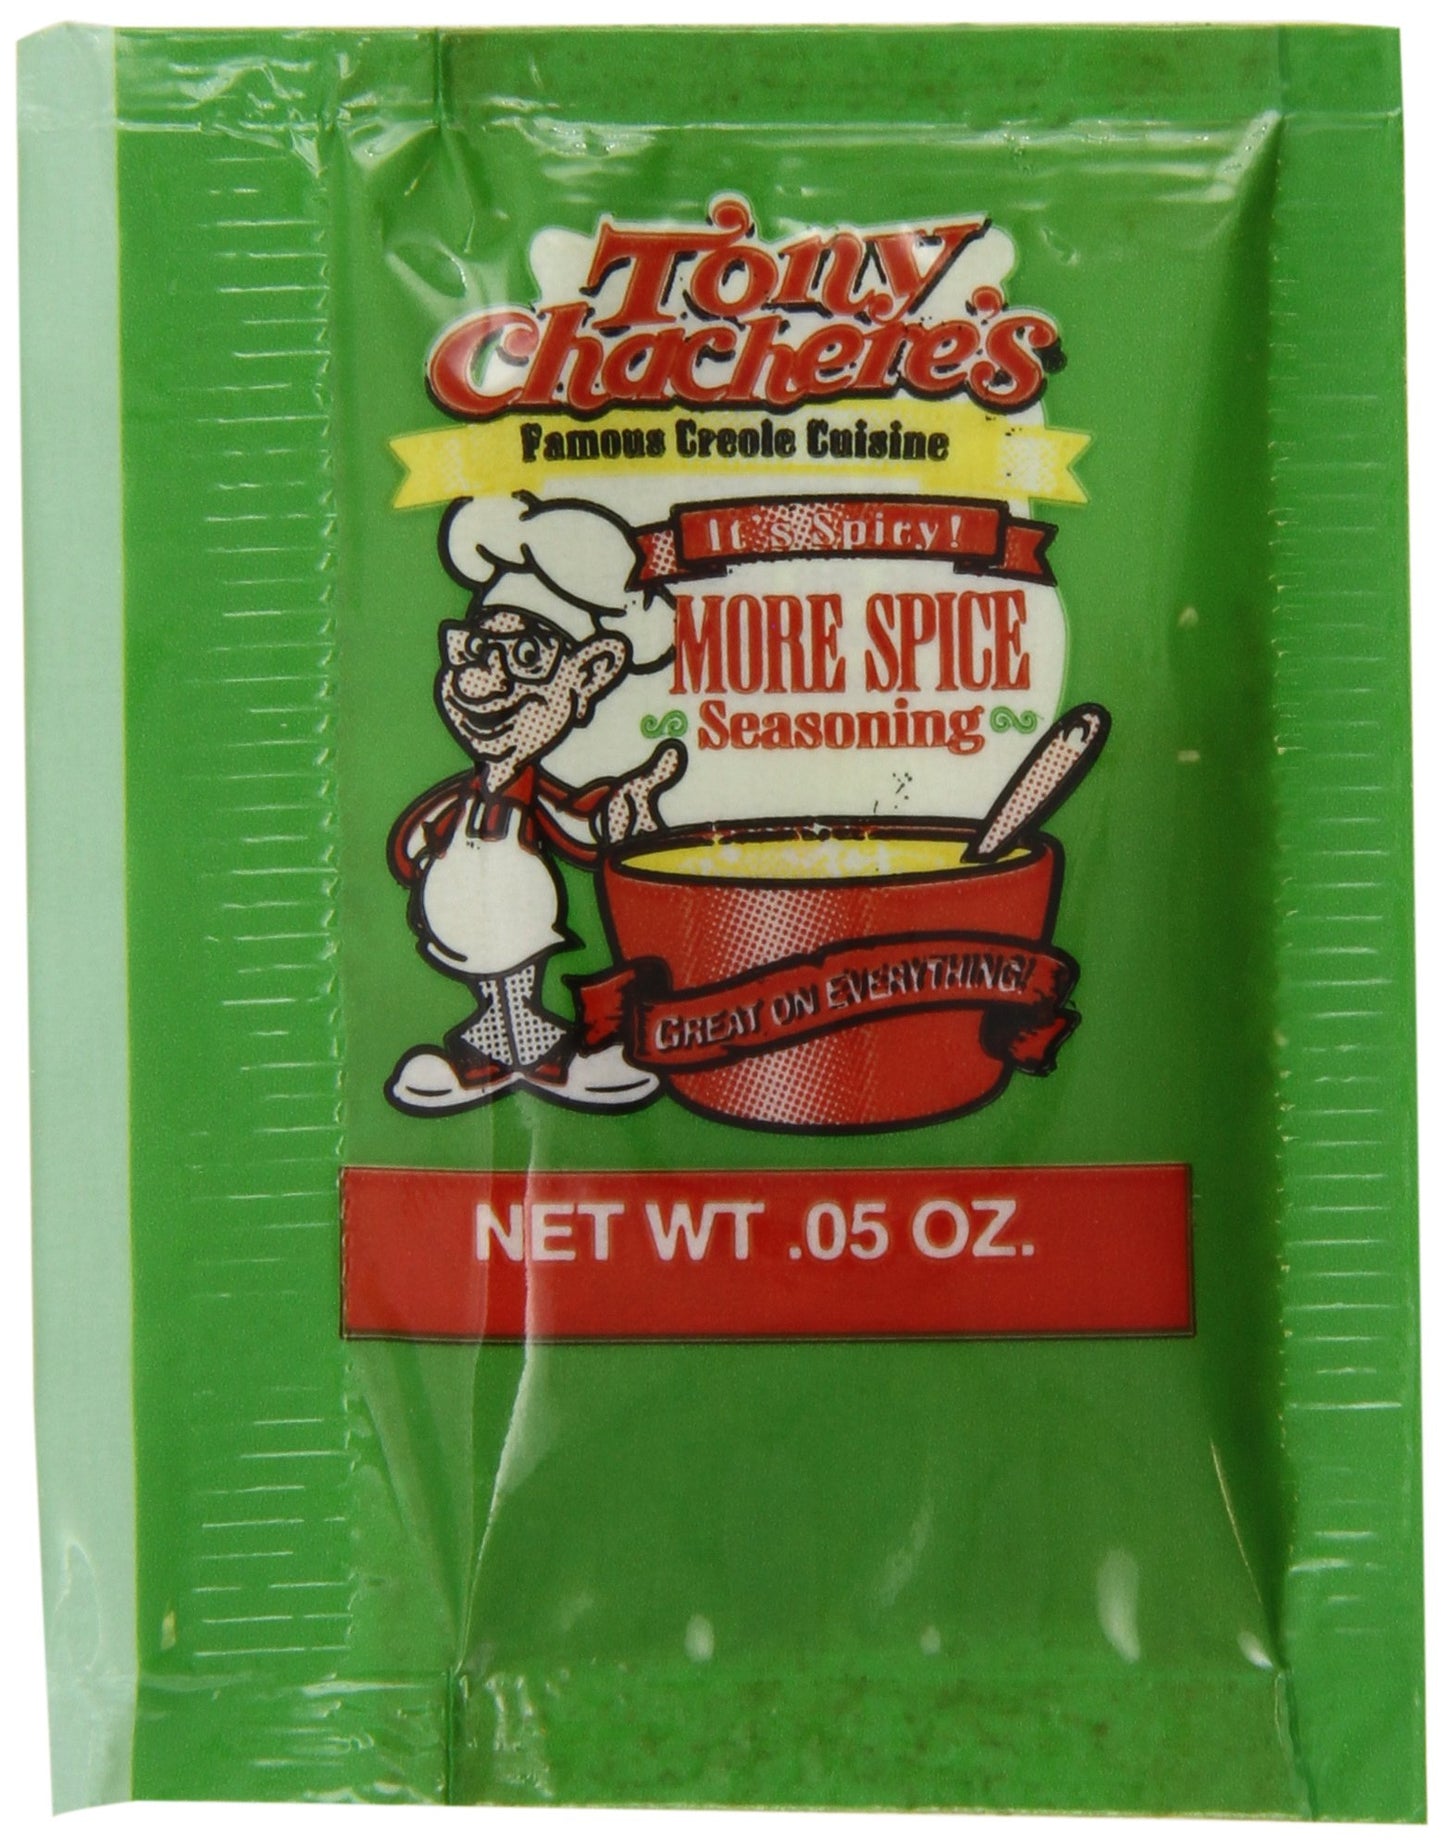 Tony
Chachere's
Famous Creole Cuisine
It's Spicy!
MORE SPICE
Seasoning
GREAT ON EVERYTHING!
NET WT .05 OZ.